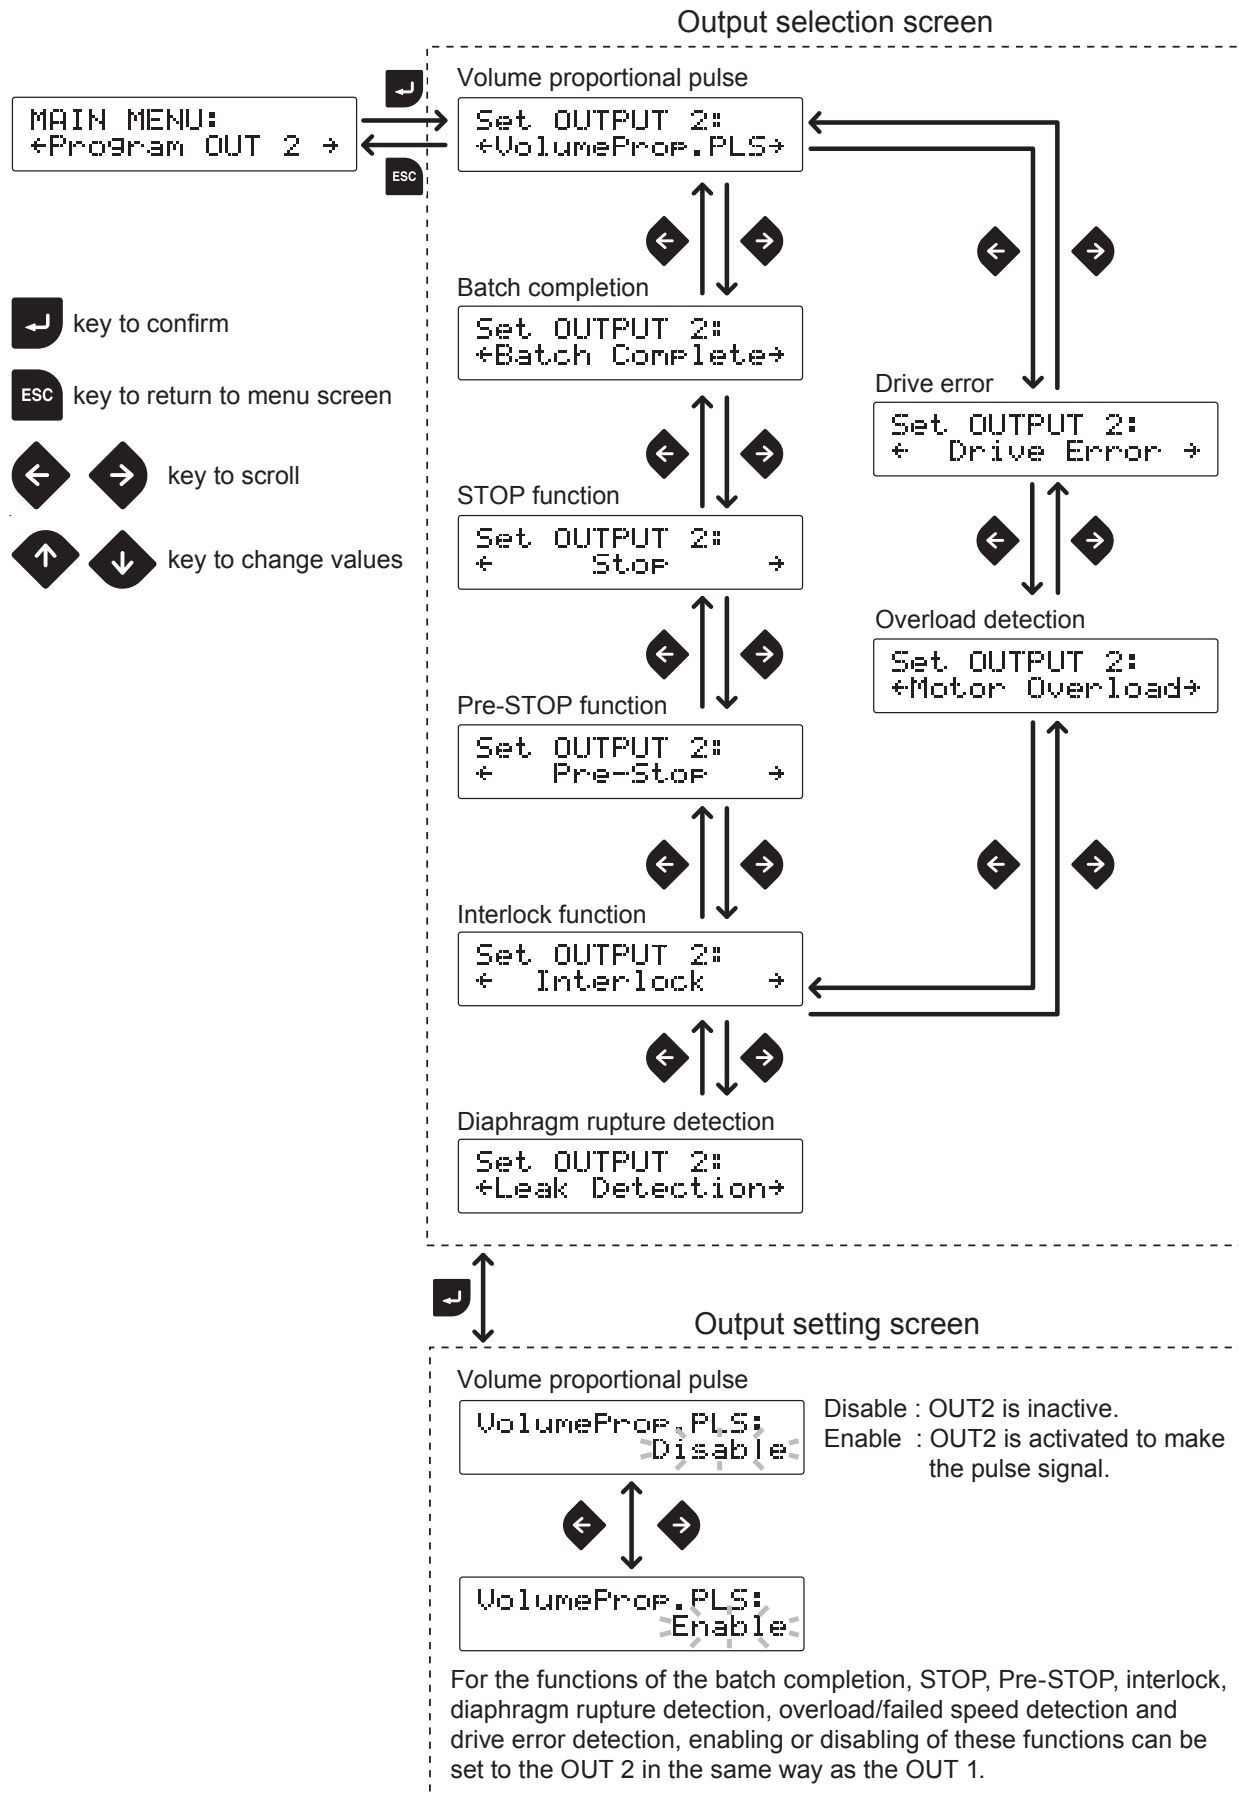 Output selection screen
Volume proportional pulse
MAIN MENU:
←Program OUT 2 →
Set OUTPUT 2:
←VolumeProp.PLS→
ESC
Batch completion
Set OUTPUT 2:
←Batch Complete→
key to confirm
ESC key to return to menu screen
key to scroll
key to change values
Drive error
Set OUTPUT 2:
← Drive Error →
STOP function
Set OUTPUT 2:
← Stop →
Overload detection
Set OUTPUT 2:
←Motor Overload→
Pre-STOP function
Set OUTPUT 2:
← Pre-Stop →
Interlock function
Set OUTPUT 2:
← Interlock →
Diaphragm rupture detection
Set OUTPUT 2:
←Leak Detection→
Output setting screen
Volume proportional pulse
VolumeProp.PLS:
Disable
Disable : OUT2 is inactive.
Enable : OUT2 is activated to make
the pulse signal.
VolumeProp.PLS:
Enable
For the functions of the batch completion, STOP, Pre-STOP, interlock,
diaphragm rupture detection, overload/failed speed detection and
drive error detection, enabling or disabling of these functions can be
set to the OUT 2 in the same way as the OUT 1.